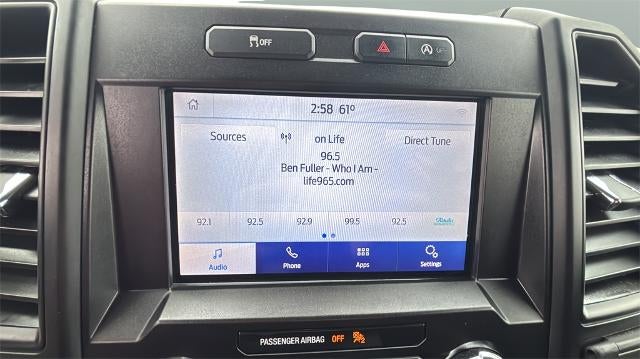 OFF
OFF
2:58 61°
Sources
on Life
Direct Tune
96.5
Ben Fuller - Who I Am -
life965.com
92.1 92.5 92.9 99.5 92.5
Audio Phone Apps Settings
PASSENGER AIRBAG OFF